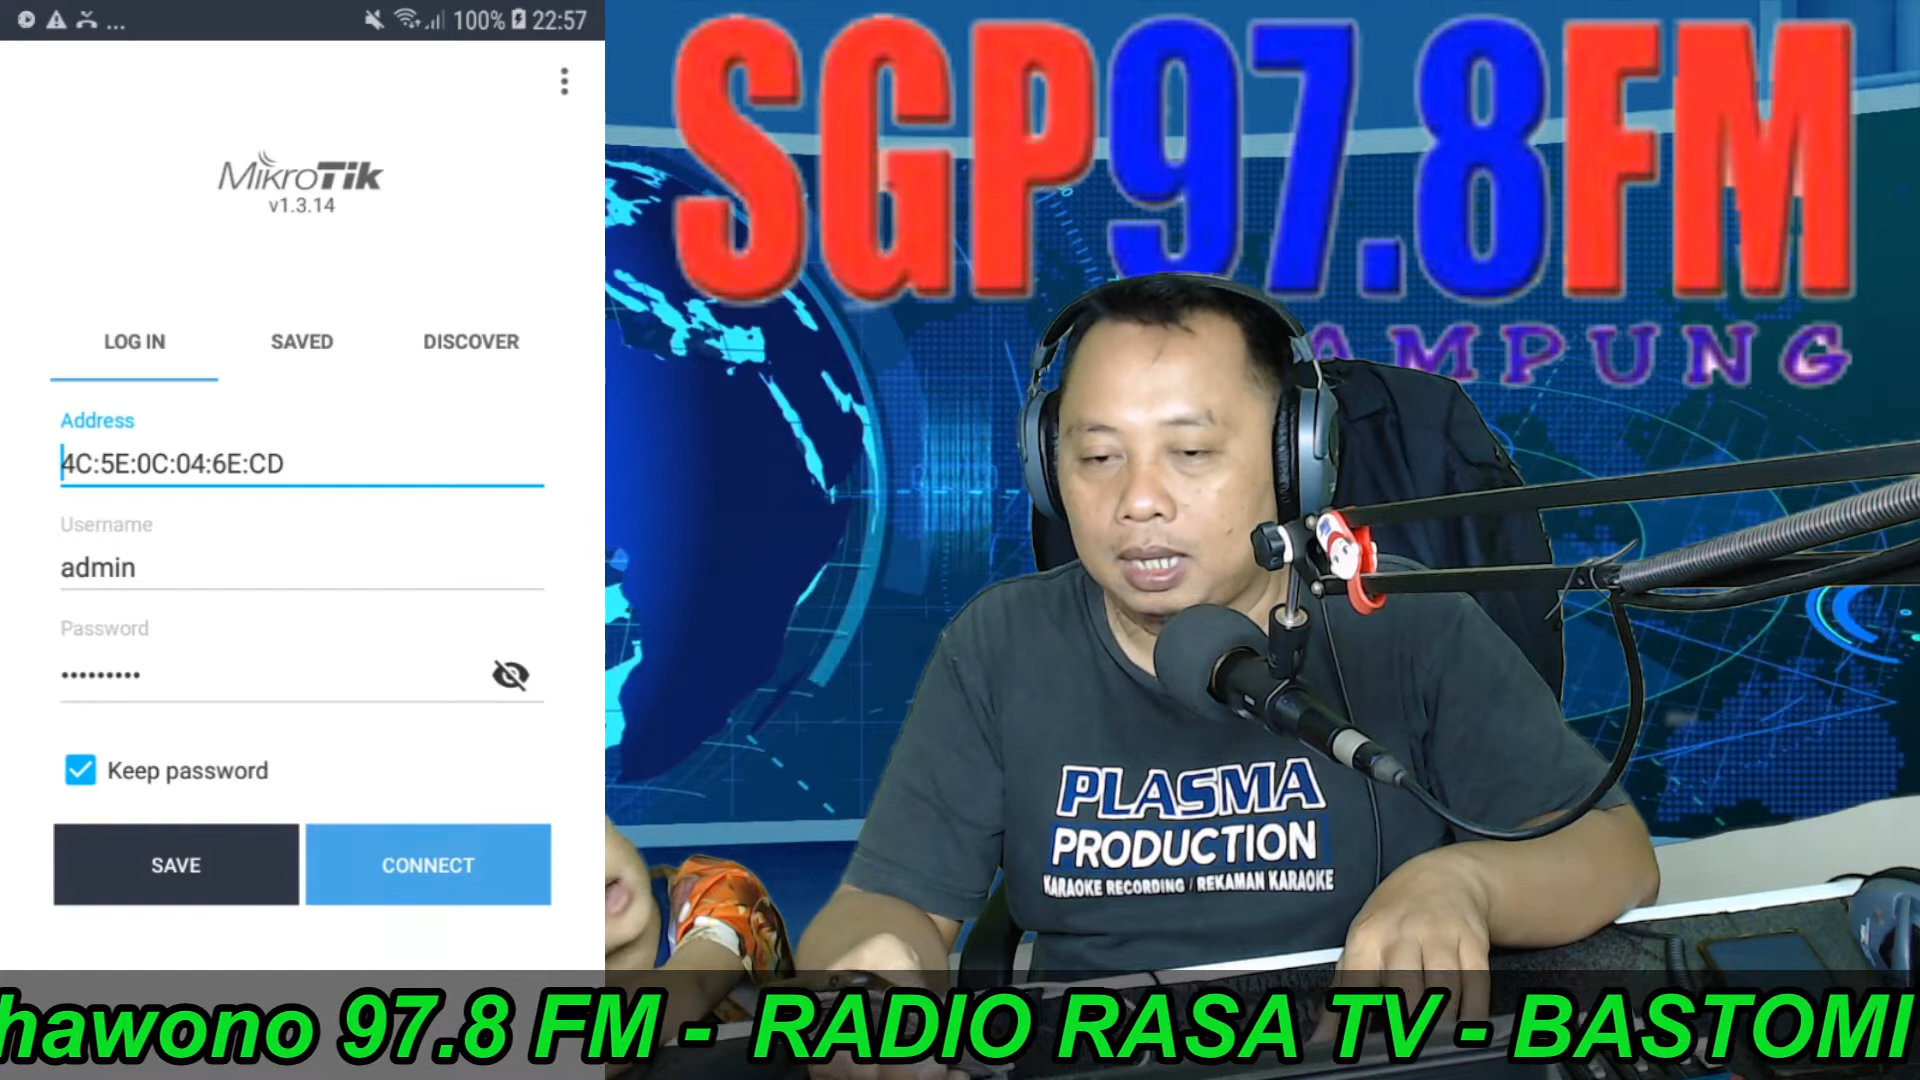 ... 100% 22:57
MikroTik
v1.3.14
LOG IN SAVED DISCOVER
Address
4C:5E:0C:04:6E:CD
Username
admin
Password
•••••••••
Keep password
SAVE CONNECT
SGP97.8FM
AMPUNG
PLASMA
PRODUCTION
KARAOKE RECORDING / REKAMAN KARAOKE
hawono 97.8 FM - RADIO RASA TV - BASTOMI